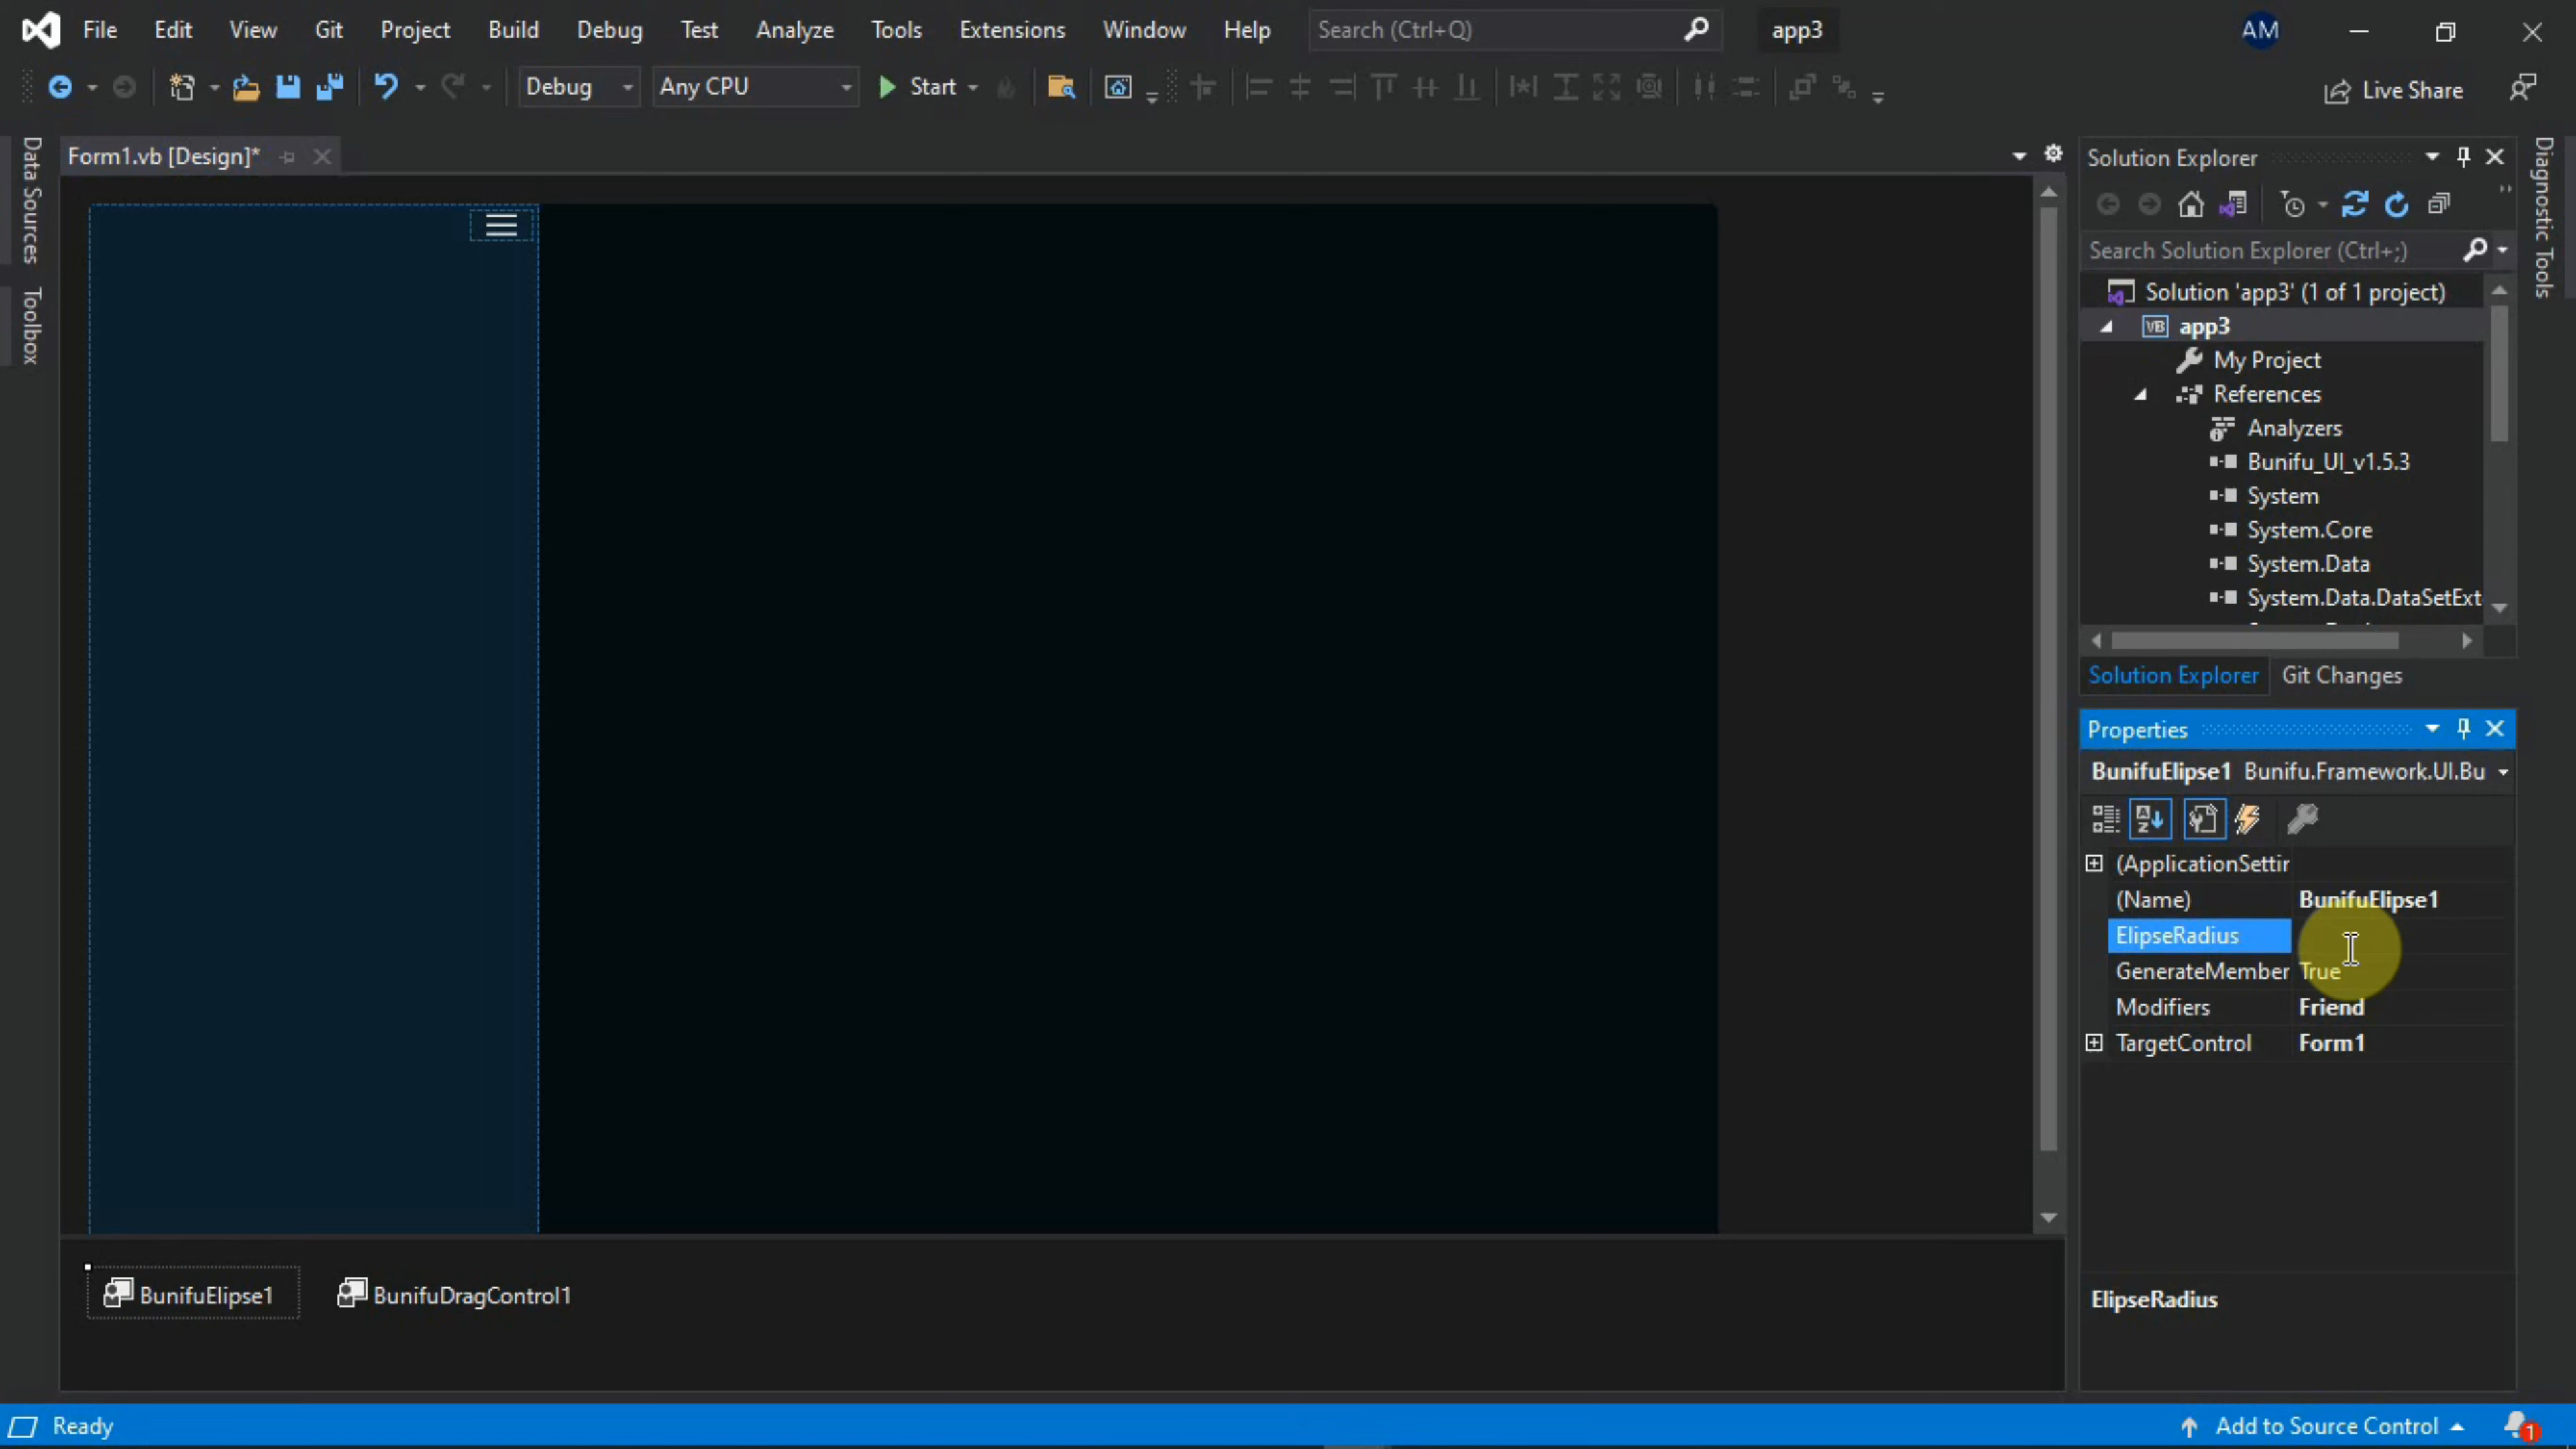 File Edit View Git Project Build Debug Test Analyze Tools Extensions Window Help Search (Ctrl+Q) app3 AM
Debug Any CPU Start Live Share
Data Sources
Toolbox
Form1.vb [Design]*
BunifuElipse1 BunifuDragControl1
Solution Explorer
Search Solution Explorer (Ctrl+;)
Solution 'app3' (1 of 1 project)
VB app3
My Project
References
Analyzers
Bunifu_UI_v1.5.3
System
System.Core
System.Data
System.Data.DataSetExt
Solution Explorer Git Changes
Properties
BunifuElipse1 Bunifu.Framework.UI.Bu
(ApplicationSettin
(Name) BunifuElipse1
ElipseRadius
GenerateMember True
Modifiers Friend
TargetControl Form1
ElipseRadius
Diagnostic Tools
Ready Add to Source Control 1